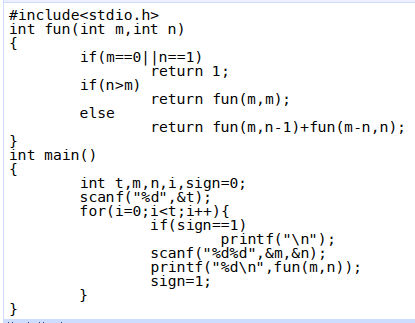 #include<stdio.h>
int fun(int m,int n)
{
        if(m==0||n==1)
                return 1;
        if(n>m)
                return fun(m,m);
        else
                return fun(m,n-1)+fun(m-n,n);
}
int main()
{
        int t,m,n,i,sign=0;
        scanf("%d",&t);
        for(i=0;i<t;i++){
                if(sign==1)
                        printf("\n");
                scanf("%d%d",&m,&n);
                printf("%d\n",fun(m,n));
                sign=1;
        }
}